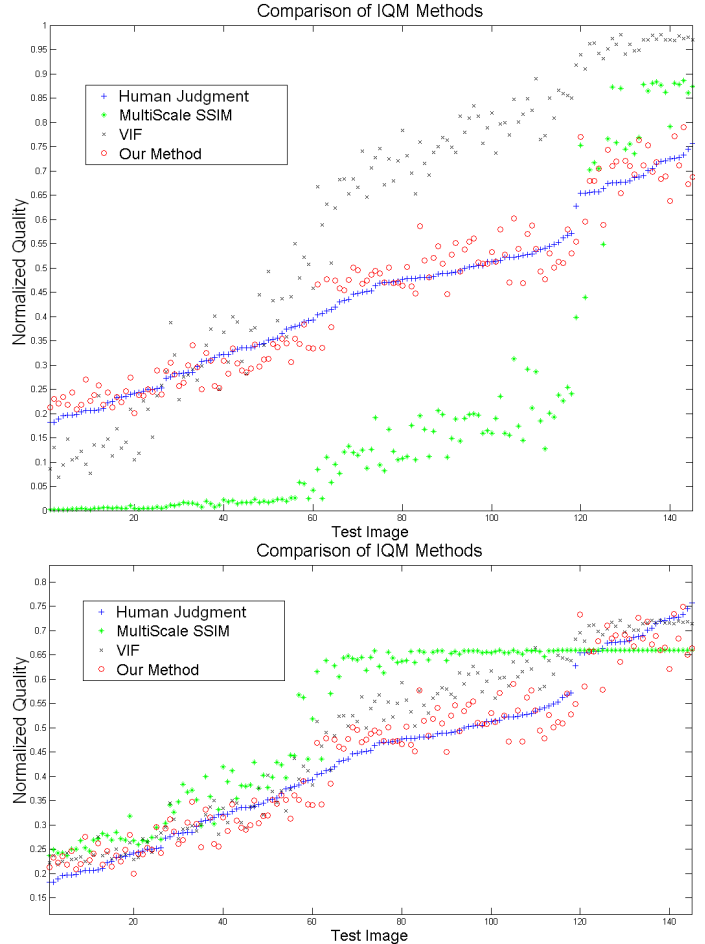 Comparison of IQM Methods
1
0.95
0.9
0.85
0.8
0.75
0.7
0.65
0.6
0.55
0.5
0.45
0.4
0.35
0.3
0.25
0.2
0.15
0.1
0.05
0
Normalized Quality
Human Judgment
MultiScale SSIM
VIF
Our Method
20 40 60 80 100 120 140
Test Image
Comparison of IQM Methods
0.8
0.75
0.7
0.65
0.6
0.55
0.5
0.45
0.4
0.35
0.3
0.25
0.2
0.15
Normalized Quality
Human Judgment
MultiScale SSIM
VIF
Our Method
20 40 60 80 100 120 140
Test Image